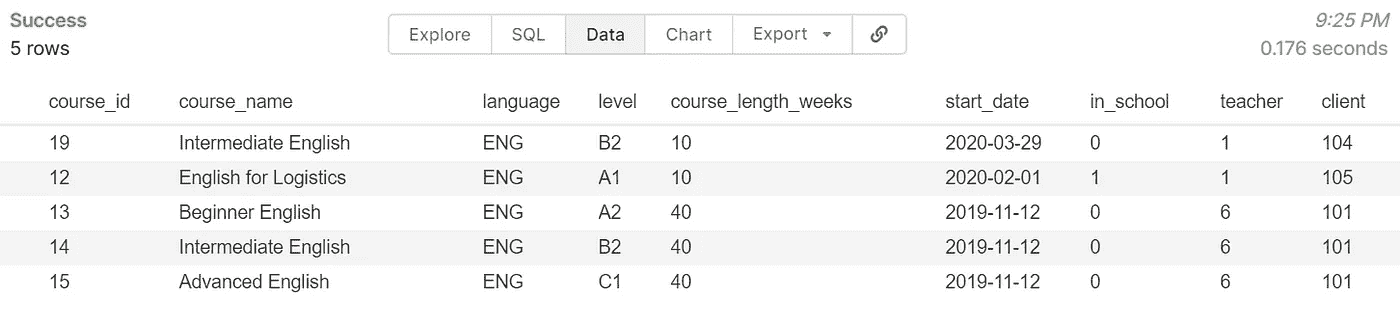 Success
5 rows
Explore SQL Data Chart Export
9:25 PM
0.176 seconds
course_id course_name language level course_length_weeks start_date in_school teacher client
19 Intermediate English ENG B2 10 2020-03-29 0 1 104
12 English for Logistics ENG A1 10 2020-02-01 1 1 105
13 Beginner English ENG A2 40 2019-11-12 0 6 101
14 Intermediate English ENG B2 40 2019-11-12 0 6 101
15 Advanced English ENG C1 40 2019-11-12 0 6 101